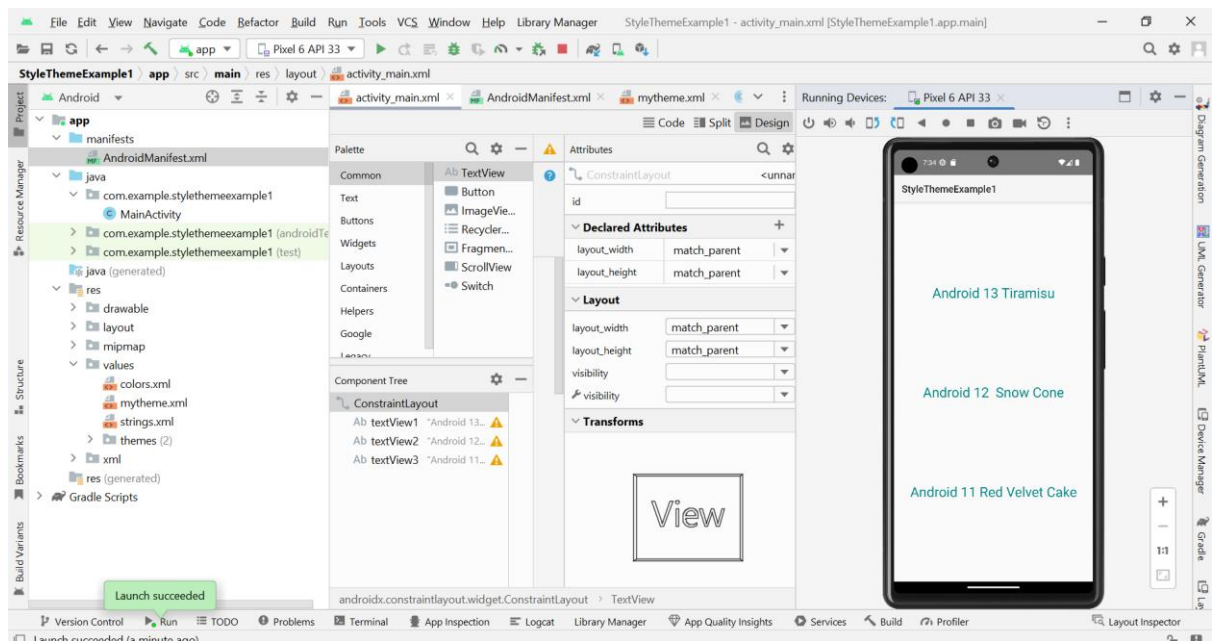 File Edit View Navigate Code Refactor Build Run Tools VCS Window Help Library Manager StyleThemeExample1 - activity_main.xml [StyleThemeExample1.app.main]
app Pixel 6 API 33
StyleThemeExample1 app src main res layout activity_main.xml
Project
Resource Manager
Structure
Bookmarks
Build Variants
Android
app
manifests
AndroidManifest.xml
java
com.example.stylethemeexample1
MainActivity
com.example.stylethemeexample1 (androidTe
com.example.stylethemeexample1 (test)
java (generated)
res
drawable
layout
mipmap
values
colors.xml
mytheme.xml
strings.xml
themes (2)
xml
res (generated)
Gradle Scripts
Launch succeeded
activity_main.xml AndroidManifest.xml mytheme.xml
Code Split Design
Palette
Common
Text
Buttons
Widgets
Layouts
Containers
Helpers
Google
Legacy
Ab TextView
Button
ImageVie...
Recycler...
Fragmen...
ScrollView
Switch
Component Tree
ConstraintLayout
Ab textView1 "Android 13...
Ab textView2 "Android 12...
Ab textView3 "Android 11...
Attributes
ConstraintLayout <unnar
id
Declared Attributes
layout_width match_parent
layout_height match_parent
Layout
layout_width match_parent
layout_height match_parent
visibility
visibility
Transforms
View
androidx.constraintlayout.widget.ConstraintLayout TextView
Running Devices: Pixel 6 API 33
7:34
StyleThemeExample1
Android 13 Tiramisu
Android 12 Snow Cone
Android 11 Red Velvet Cake
1:1
Diagram Generation
UML Generator
PlantUML
Device Manager
Gradle
La
Version Control Run TODO Problems Terminal App Inspection Logcat Library Manager App Quality Insights Services Build Profiler Layout Inspector
Launch succeeded (a minute ago)